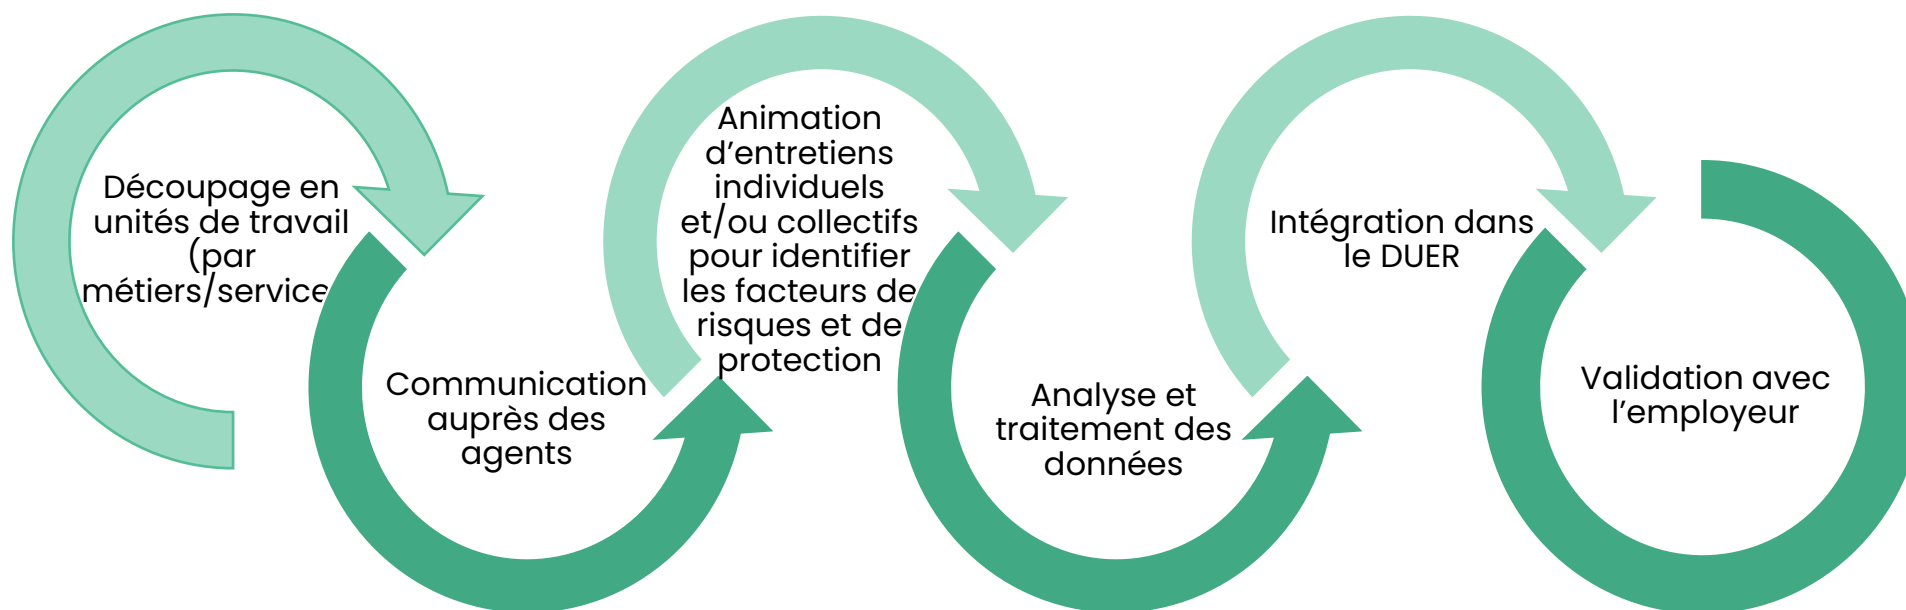 Découpage en
unités de travail
(par
métiers/service
Communication
auprès des
agents
Animation
d’entretiens
individuels
et/ou collectifs
pour identifier
les facteurs de
risques et de
protection
Analyse et
traitement des
données
Intégration dans
le DUER
Validation avec
l’employeur